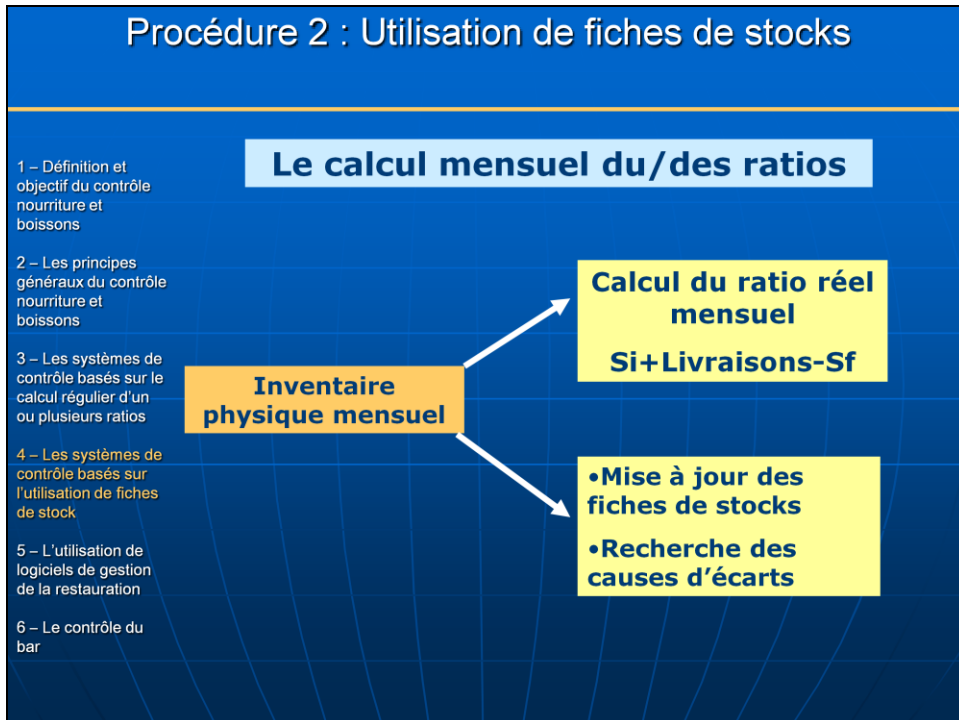 Procédure 2 : Utilisation de fiches de stocks
1 – Définition et
objectif du contrôle
nourriture et
boissons
2 – Les principes
généraux du contrôle
nourriture et
boissons
3 – Les systèmes de
contrôle basés sur le
calcul régulier d'un
ou plusieurs ratios
4 – Les systèmes de
contrôle basés sur
l'utilisation de fiches
de stock
5 – L'utilisation de
logiciels de gestion
de la restauration
6 – Le contrôle du
bar
Le calcul mensuel du/des ratios
Inventaire
physique mensuel
Calcul du ratio réel
mensuel
Si+Livraisons-Sf
•Mise à jour des
fiches de stocks
•Recherche des
causes d'écarts